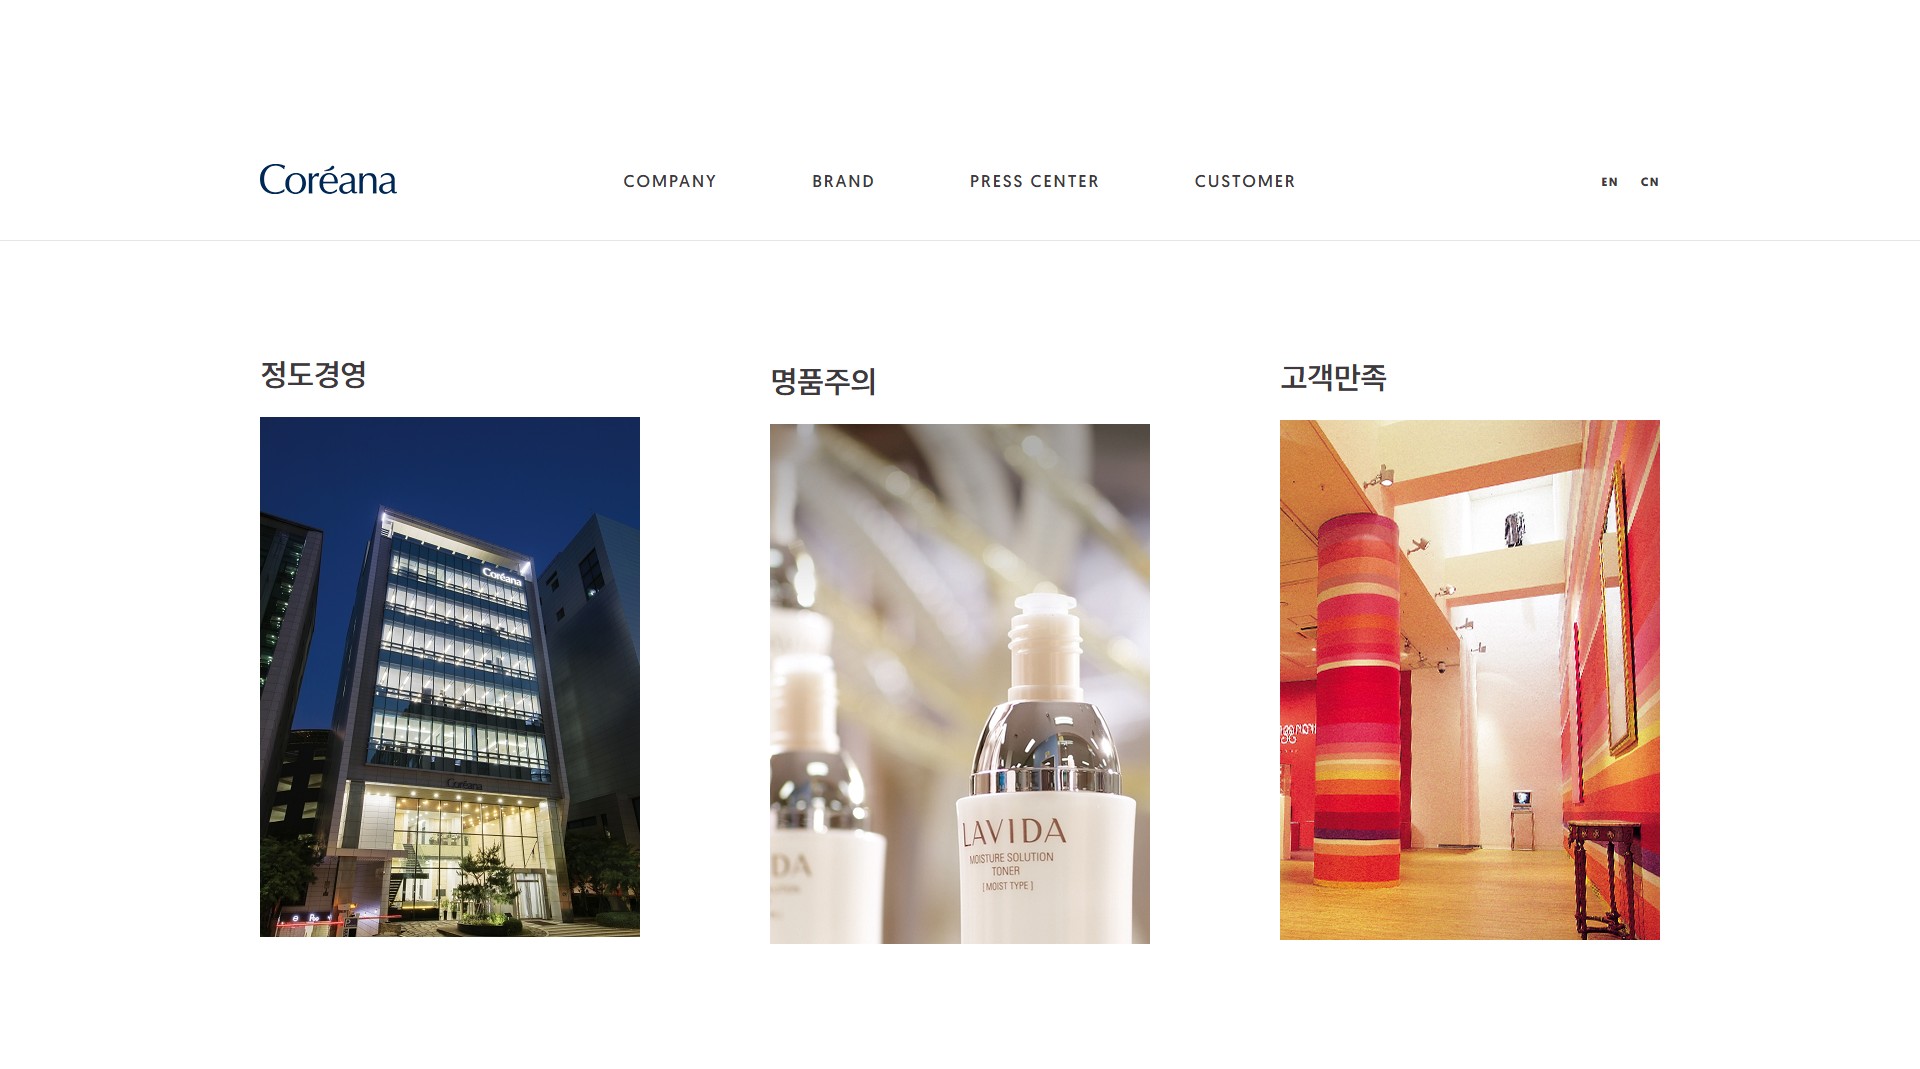 Coréana
COMPANY
BRAND
PRESS CENTER
CUSTOMER
EN
CN
정도경영
명품주의
고객만족
Coréana
Coréana
LAVIDA
MOISTURE SOLUTION
TONER
[ MOIST TYPE ]